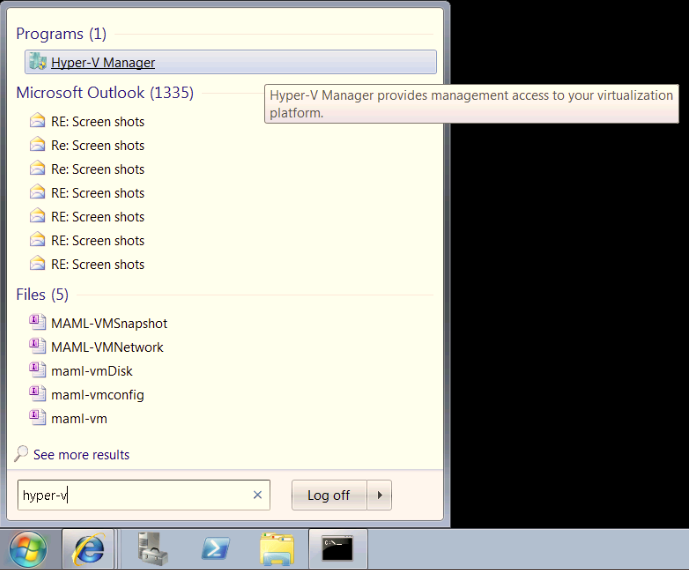 Programs (1)
Hyper-V Manager
Microsoft Outlook (1335)
Hyper-V Manager provides management access to your virtualization
platform.
RE: Screen shots
Re: Screen shots
Re: Screen shots
RE: Screen shots
RE: Screen shots
RE: Screen shots
RE: Screen shots
Files (5)
MAML-VMSnapshot
MAML-VMNetwork
maml-vmDisk
maml-vmconfig
maml-vm
See more results
hyper-v
Log off
C:\_